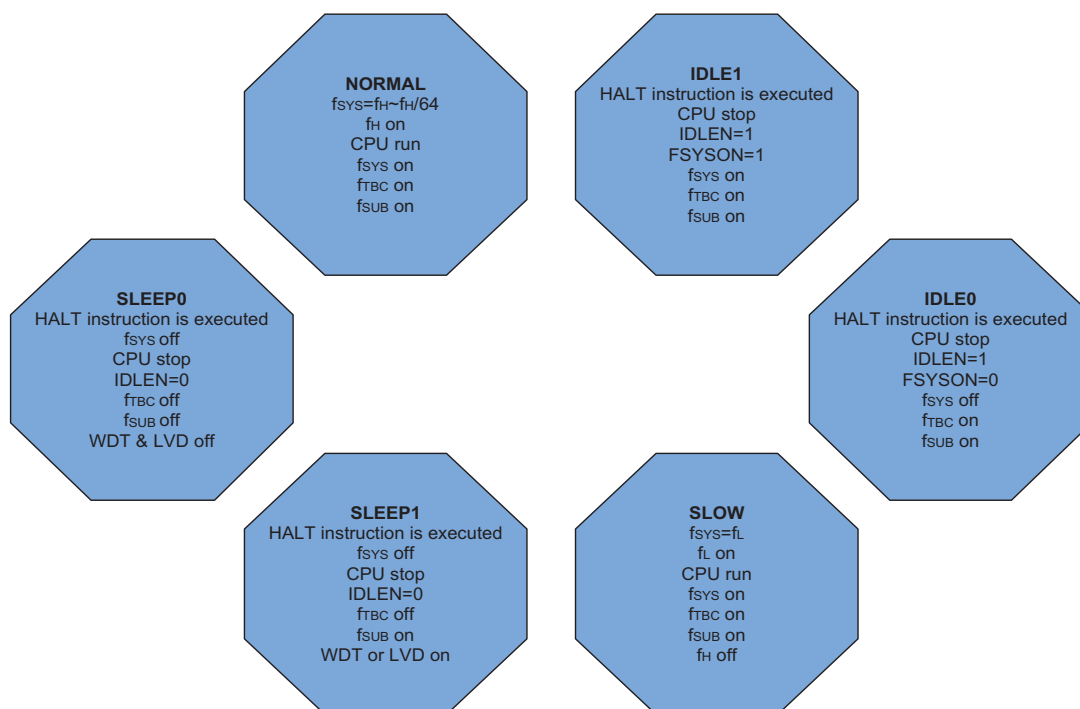 NORMAL
fSYS=fH~fH/64
fH on
CPU run
fSYS on
fTBC on
fSUB on
IDLE1
HALT instruction is executed
CPU stop
IDLEN=1
FSYSON=1
fSYS on
fTBC on
fSUB on
SLEEP0
HALT instruction is executed
fSYS off
CPU stop
IDLEN=0
fTBC off
fSUB off
WDT & LVD off
IDLE0
HALT instruction is executed
CPU stop
IDLEN=1
FSYSON=0
fSYS off
fTBC on
fSUB on
SLEEP1
HALT instruction is executed
fSYS off
CPU stop
IDLEN=0
fTBC off
fSUB on
WDT or LVD on
SLOW
fSYS=fL
fL on
CPU run
fSYS on
fTBC on
fSUB on
fH off